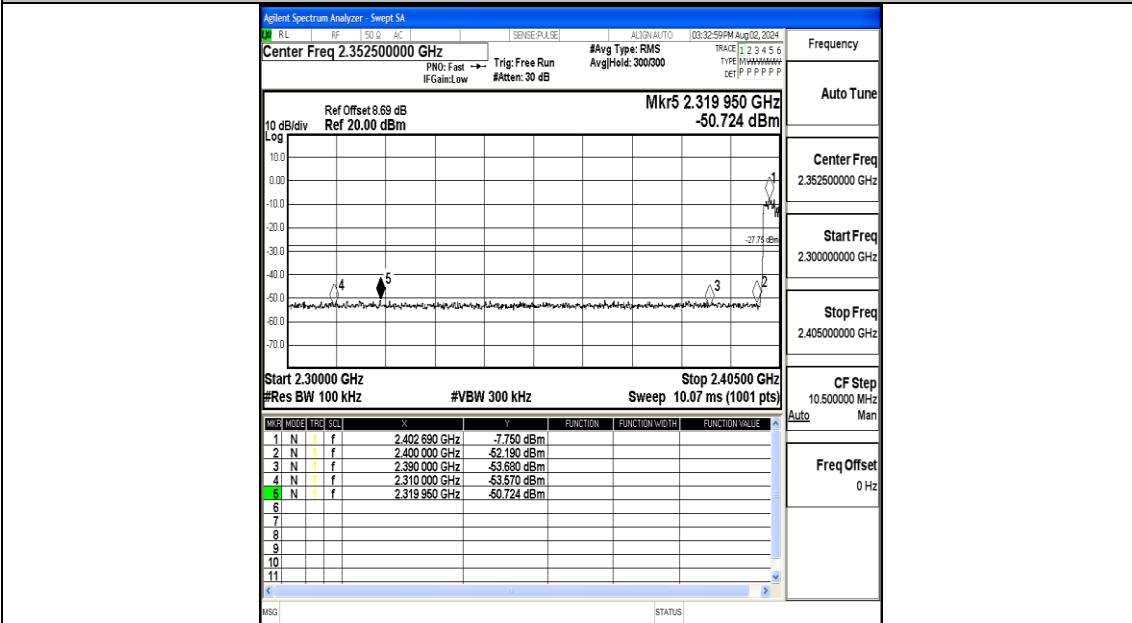 Agilent Spectrum Analyzer - Swept SA
RL RF 50 Ω AC SENSE:PULSE ALIGN AUTO 03:32:59 PM Aug 02, 2024
Center Freq 2.352500000 GHz
PNO: Fast
IFGain:Low
Trig: Free Run
#Atten: 30 dB
#Avg Type: RMS
Avg|Hold: 300/300
TRACE 1 2 3 4 5 6
TYPE
DET P P P P P P
Ref Offset 8.69 dB
10 dB/div Ref 20.00 dBm
Log
Mkr5 2.319 950 GHz
-50.724 dBm
10.0
0.00
-10.0
-20.0
-30.0
-40.0
-50.0
-60.0
-70.0
1
-27.75 dBm
4
5
3
2
Start 2.30000 GHz Stop 2.40500 GHz
#Res BW 100 kHz #VBW 300 kHz Sweep 10.07 ms (1001 pts)
MKR MODE TRC SCL X Y FUNCTION FUNCTION WIDTH FUNCTION VALUE
1 N 1 f 2.402 690 GHz -7.750 dBm
2 N 1 f 2.400 000 GHz -52.190 dBm
3 N 1 f 2.390 000 GHz -53.680 dBm
4 N 1 f 2.310 000 GHz -53.570 dBm
5 N 1 f 2.319 950 GHz -50.724 dBm
6
7
8
9
10
11
MSG STATUS
Frequency
Auto Tune
Center Freq
2.352500000 GHz
Start Freq
2.300000000 GHz
Stop Freq
2.405000000 GHz
CF Step
10.500000 MHz
Auto Man
Freq Offset
0 Hz